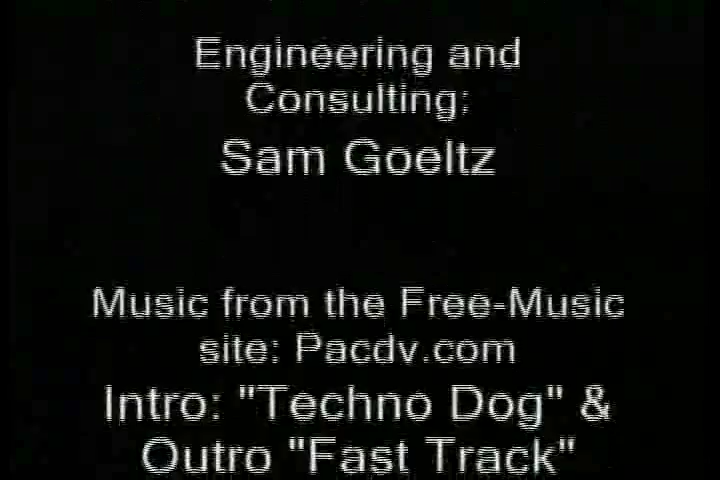 Engineering and
Consulting:
Sam Goeltz
Music from the Free-Music
site: Pacdv.com
Intro: "Techno Dog" &
Outro "Fast Track"